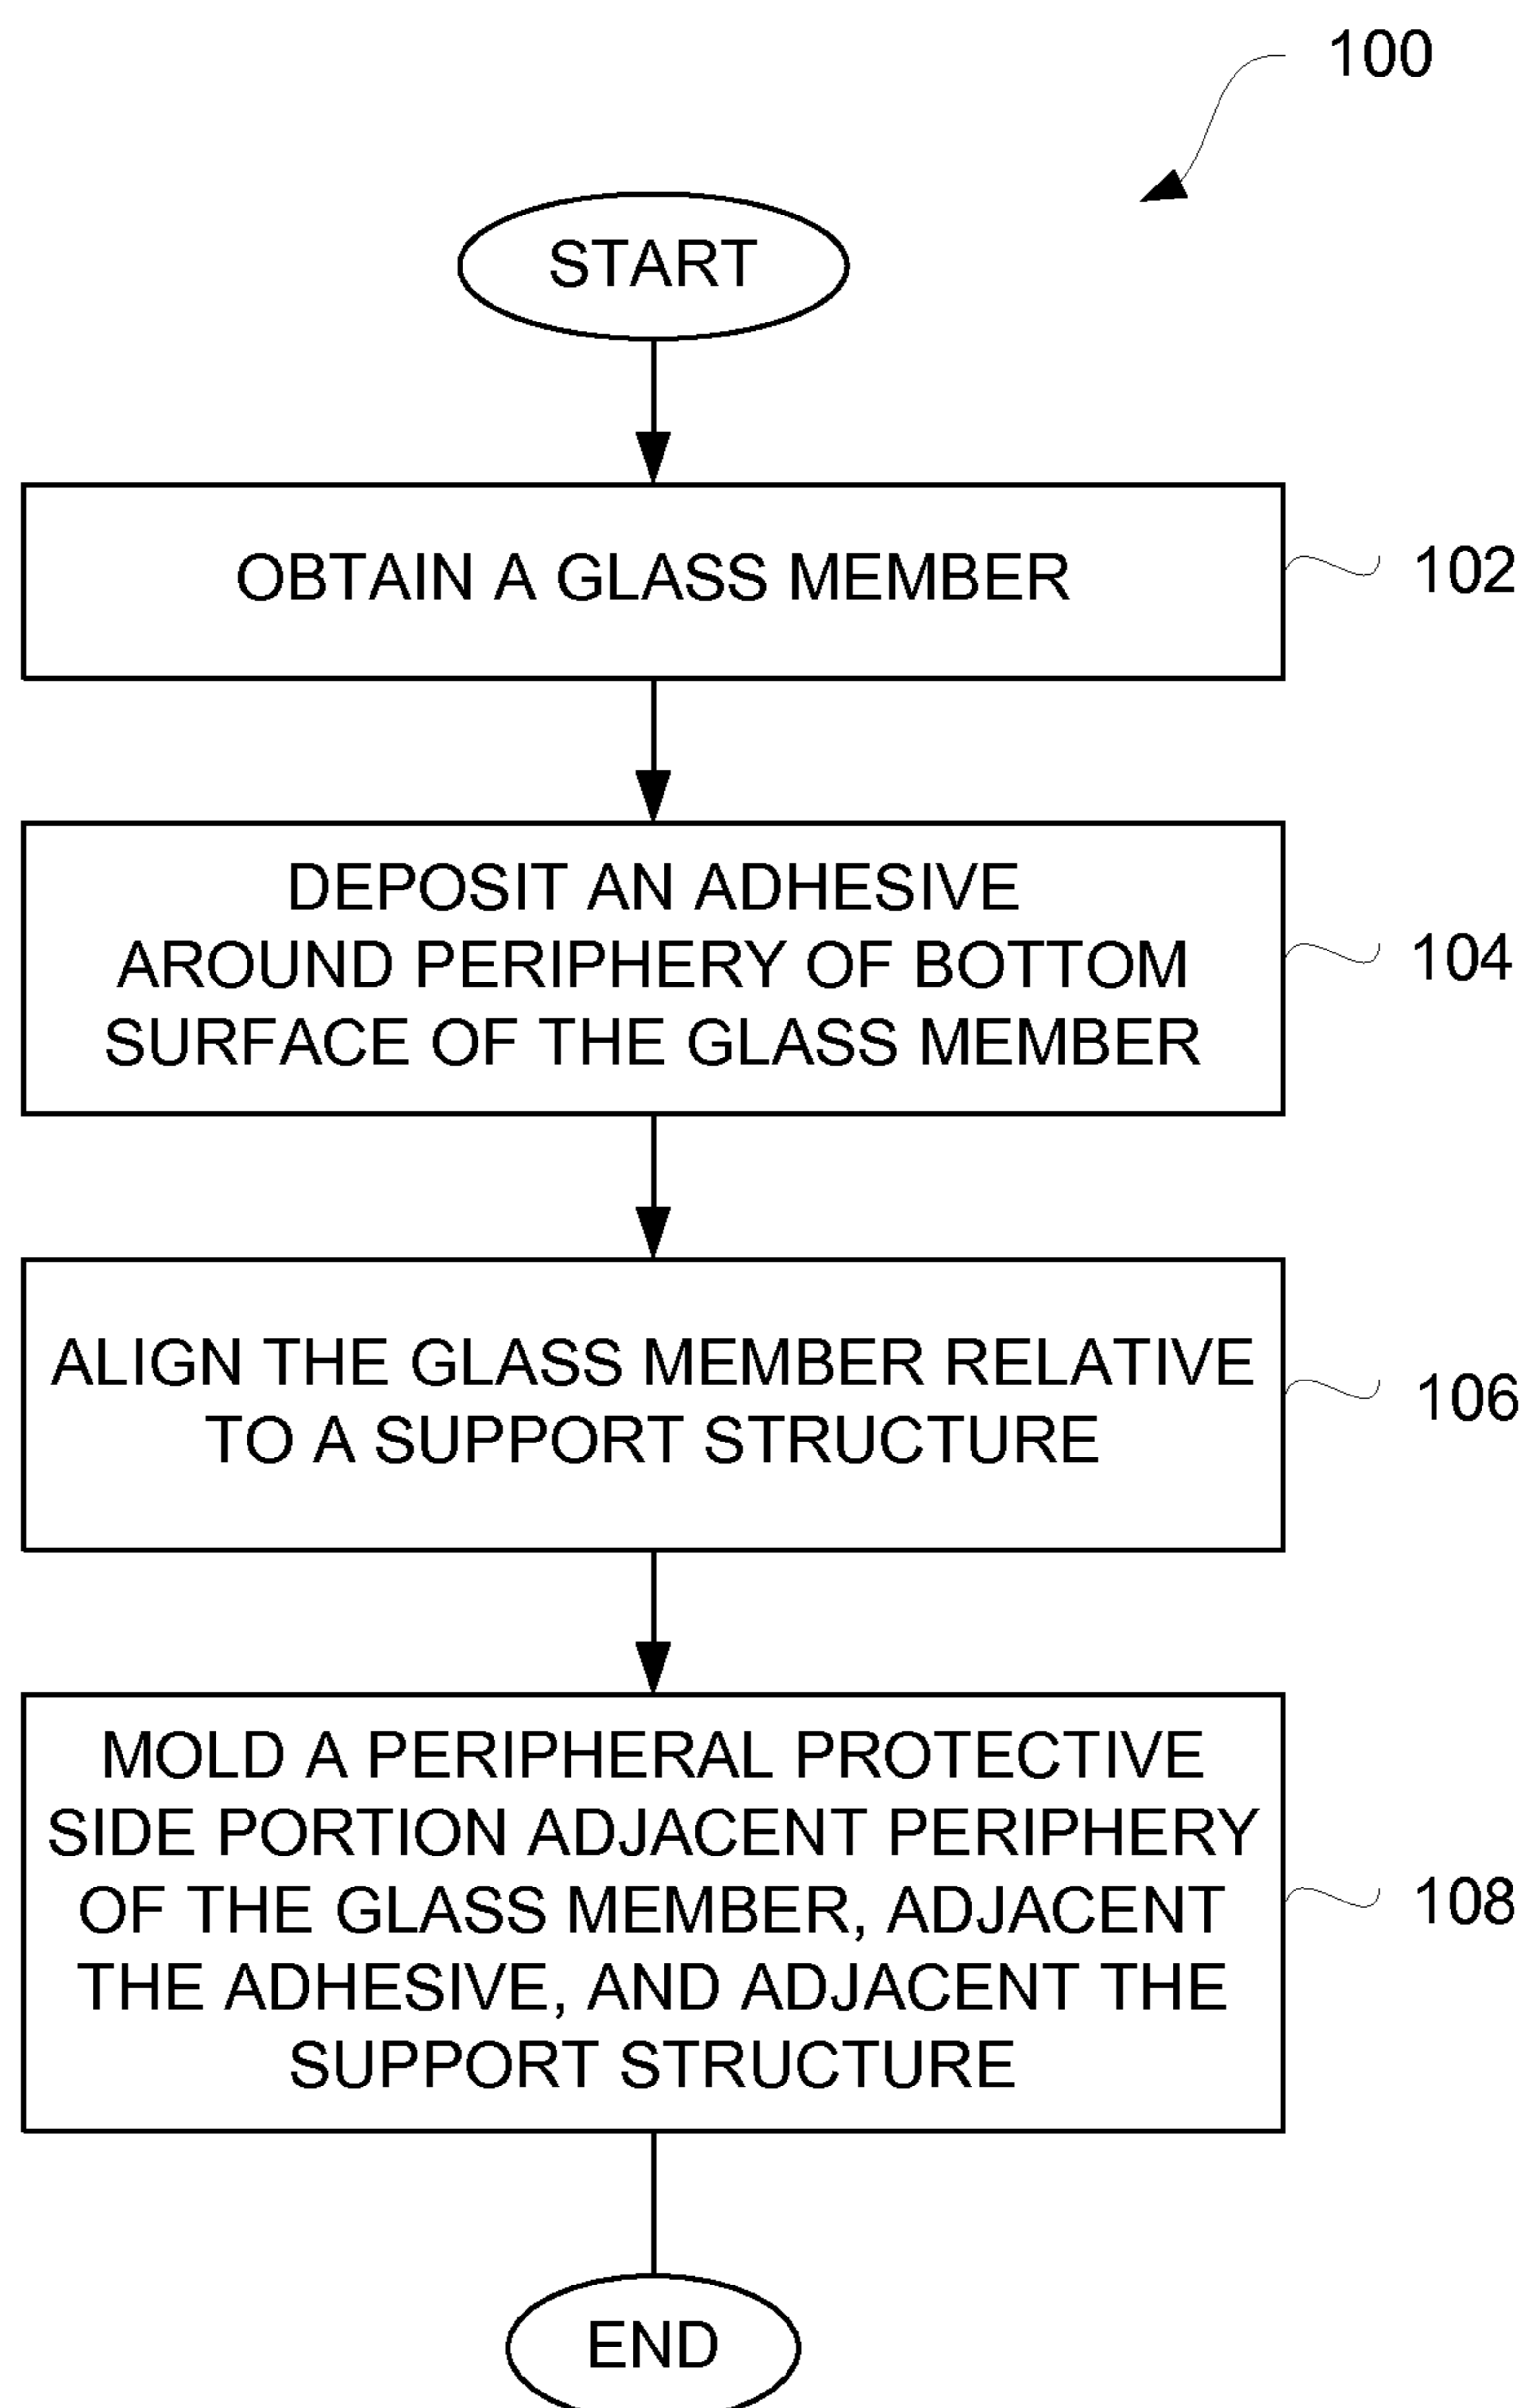 100
START
OBTAIN A GLASS MEMBER
102
DEPOSIT AN ADHESIVE
AROUND PERIPHERY OF BOTTOM
SURFACE OF THE GLASS MEMBER
104
ALIGN THE GLASS MEMBER RELATIVE
TO A SUPPORT STRUCTURE
106
MOLD A PERIPHERAL PROTECTIVE
SIDE PORTION ADJACENT PERIPHERY
OF THE GLASS MEMBER, ADJACENT
THE ADHESIVE, AND ADJACENT THE
SUPPORT STRUCTURE
108
END